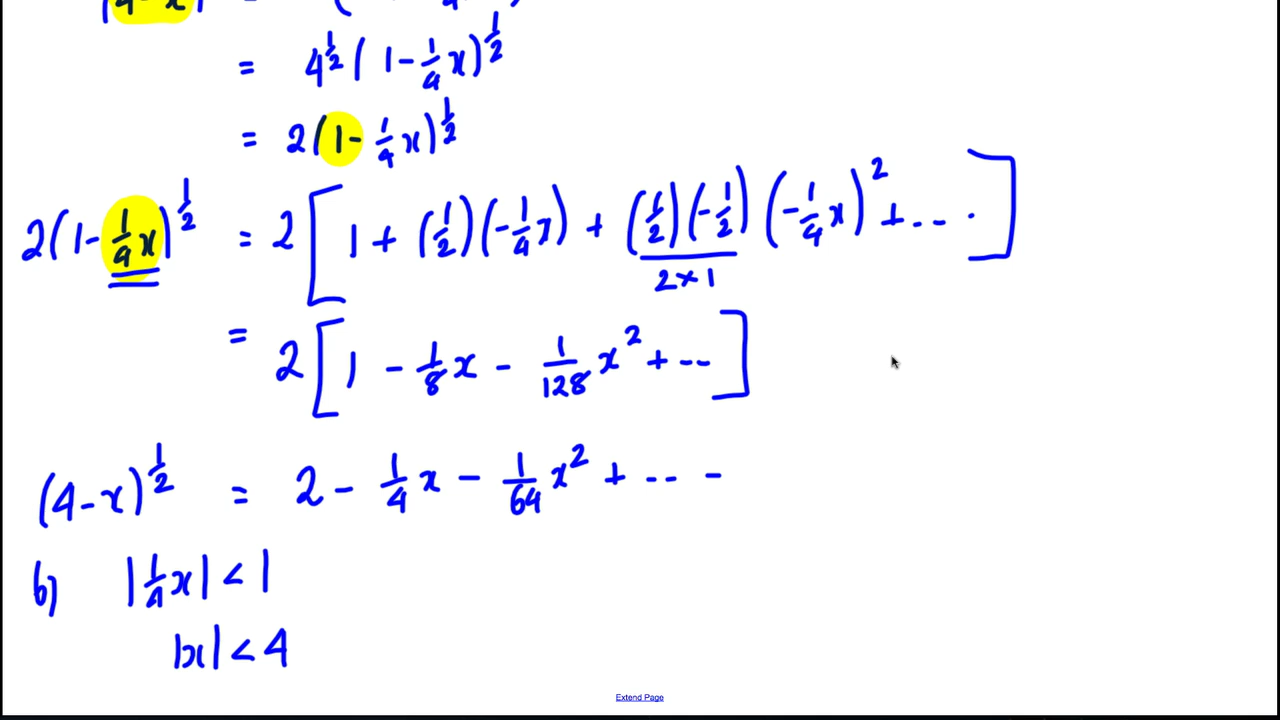 (4-x)
= 4^½ (1 - ¼x)^½
= 2(1 - ¼x)^½
2(1 - ¼x)^½ = 2[1 + (½)(-¼x) + (½)(-½)/(2×1) (-¼x)² + ... .]
= 2[1 - ⅛x - 1/128 x² + ...]
(4-x)^½ = 2 - ¼x - 1/64 x² + ... -
b) |¼x| < 1
|x| < 4
Extend Page